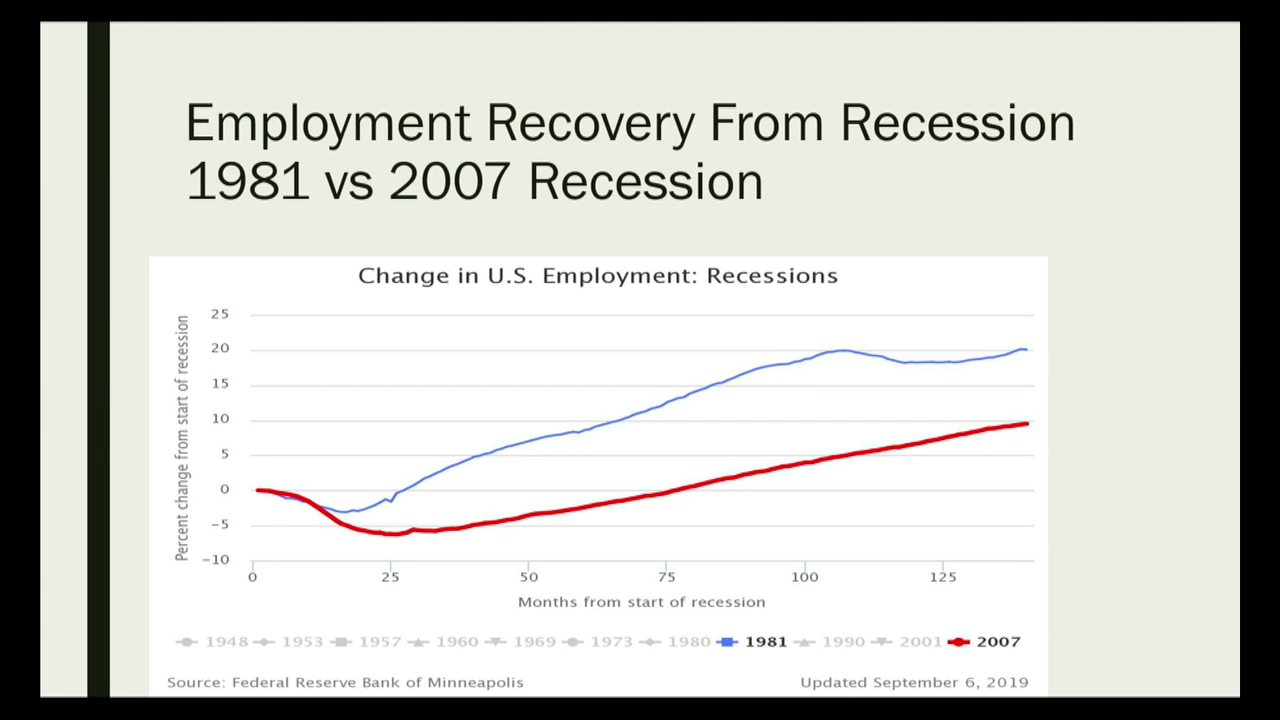 Employment Recovery From Recession
1981 vs 2007 Recession
Change in U.S. Employment: Recessions
Percent change from start of recession
25
20
15
10
5
0
−5
−10
0 25 50 75 100 125
Months from start of recession
1948 1953 1957 1960 1969 1973 1980 1981 1990 2001 2007
Source: Federal Reserve Bank of Minneapolis Updated September 6, 2019